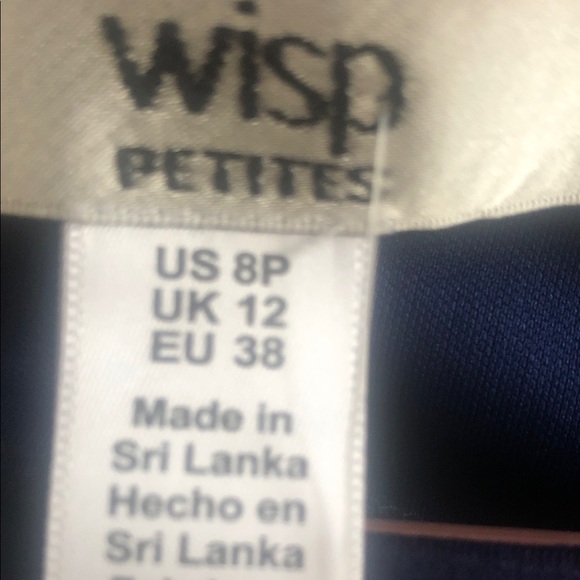 wisp
PETITES
US 8P
UK 12
EU 38
Made in
Sri Lanka
Hecho en
Sri Lanka